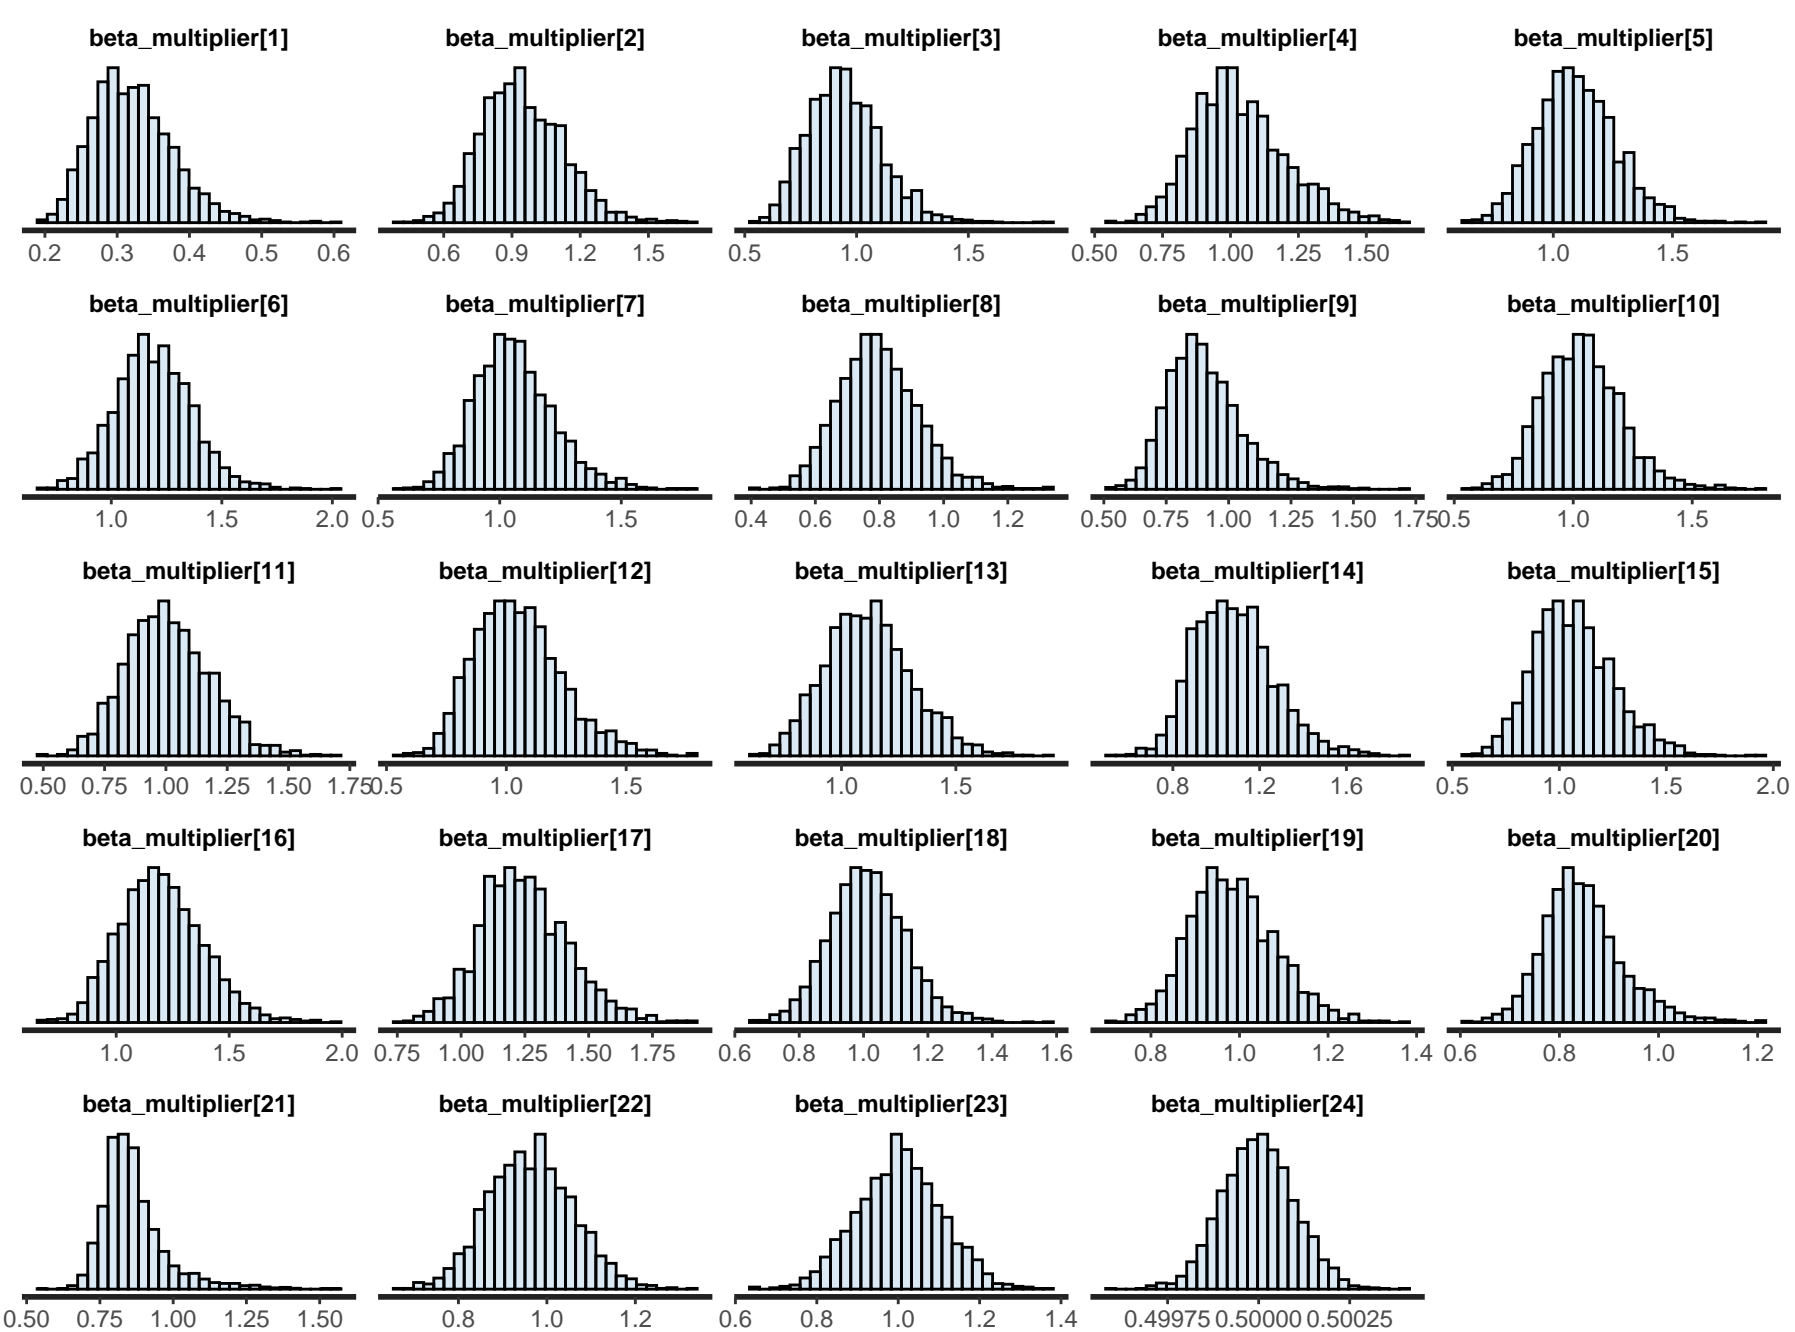 beta_multiplier[1] beta_multiplier[2] beta_multiplier[3] beta_multiplier[4] beta_multiplier[5]
0.2 0.3 0.4 0.5 0.6 0.6 0.9 1.2 1.5 0.5 1.0 1.5 0.50 0.75 1.00 1.25 1.50 1.0 1.5
beta_multiplier[6] beta_multiplier[7] beta_multiplier[8] beta_multiplier[9] beta_multiplier[10]
1.0 1.5 2.0 0.5 1.0 1.5 0.4 0.6 0.8 1.0 1.2 0.50 0.75 1.00 1.25 1.50 1.75 0.5 1.0 1.5
beta_multiplier[11] beta_multiplier[12] beta_multiplier[13] beta_multiplier[14] beta_multiplier[15]
0.50 0.75 1.00 1.25 1.50 1.75 0.5 1.0 1.5 1.0 1.5 0.8 1.2 1.6 0.5 1.0 1.5 2.0
beta_multiplier[16] beta_multiplier[17] beta_multiplier[18] beta_multiplier[19] beta_multiplier[20]
1.0 1.5 2.0 0.75 1.00 1.25 1.50 1.75 0.6 0.8 1.0 1.2 1.4 1.6 0.8 1.0 1.2 1.4 0.6 0.8 1.0 1.2
beta_multiplier[21] beta_multiplier[22] beta_multiplier[23] beta_multiplier[24]
0.50 0.75 1.00 1.25 1.50 0.8 1.0 1.2 0.6 0.8 1.0 1.2 1.4 0.49975 0.50000 0.50025